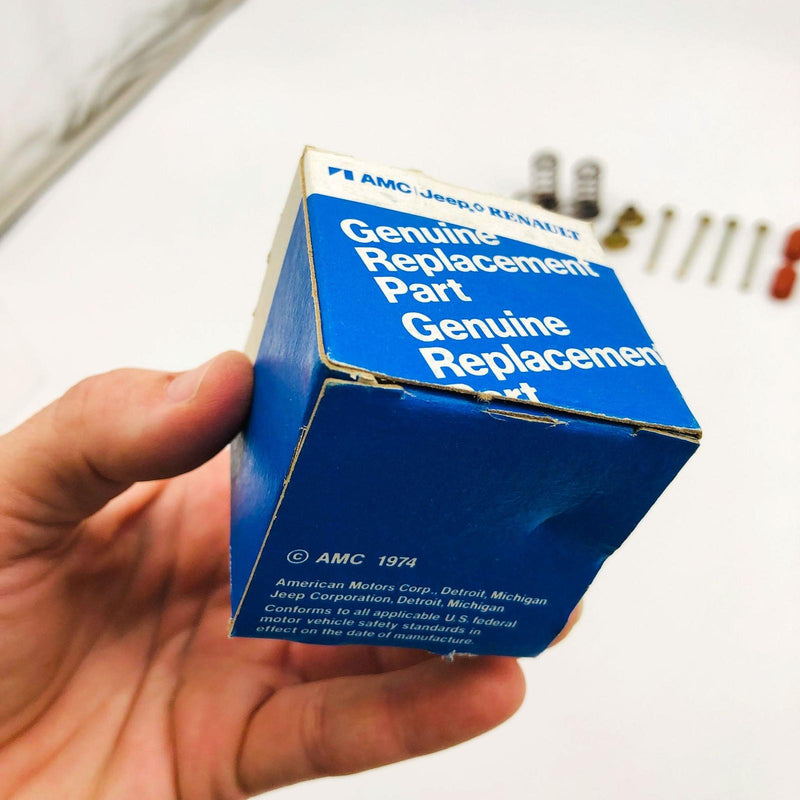 AMC Jeep® RENAULT
Genuine
Replacement
Part
Genuine
Replacement
Part
© AMC 1974
American Motors Corp., Detroit, Michigan
Jeep Corporation, Detroit, Michigan
Conforms to all applicable U.S. federal
motor vehicle safety standards in
effect on the date of manufacture.